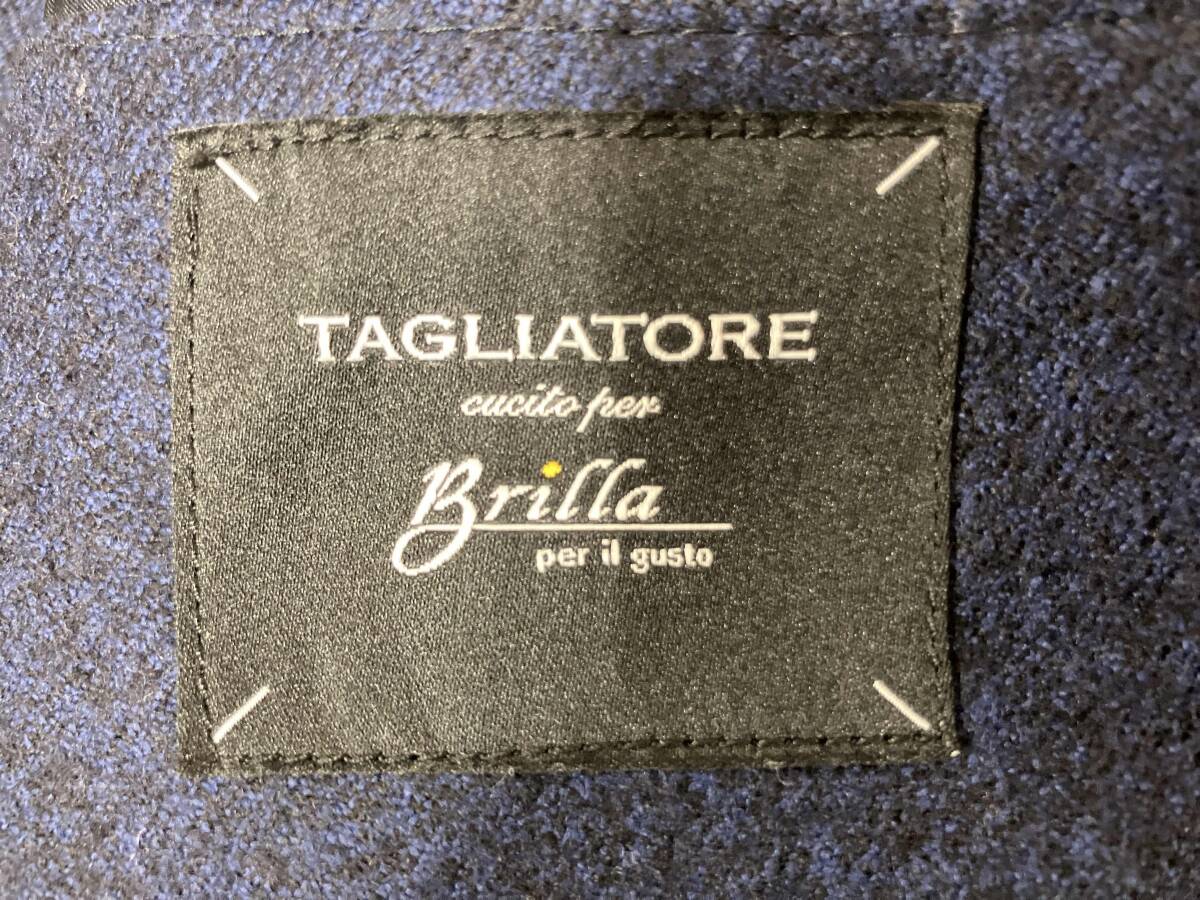 TAGLIATORE
cucito per
Brilla
per il gusto